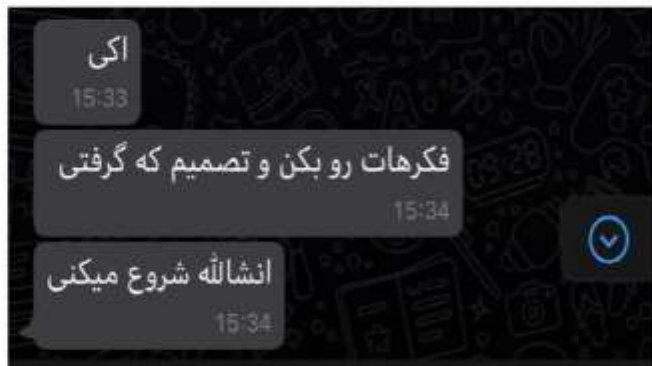 اکی
15:33
فکرهات رو بکن و تصمیم که گرفتی
15:34
انشالله شروع میکنی
15:34